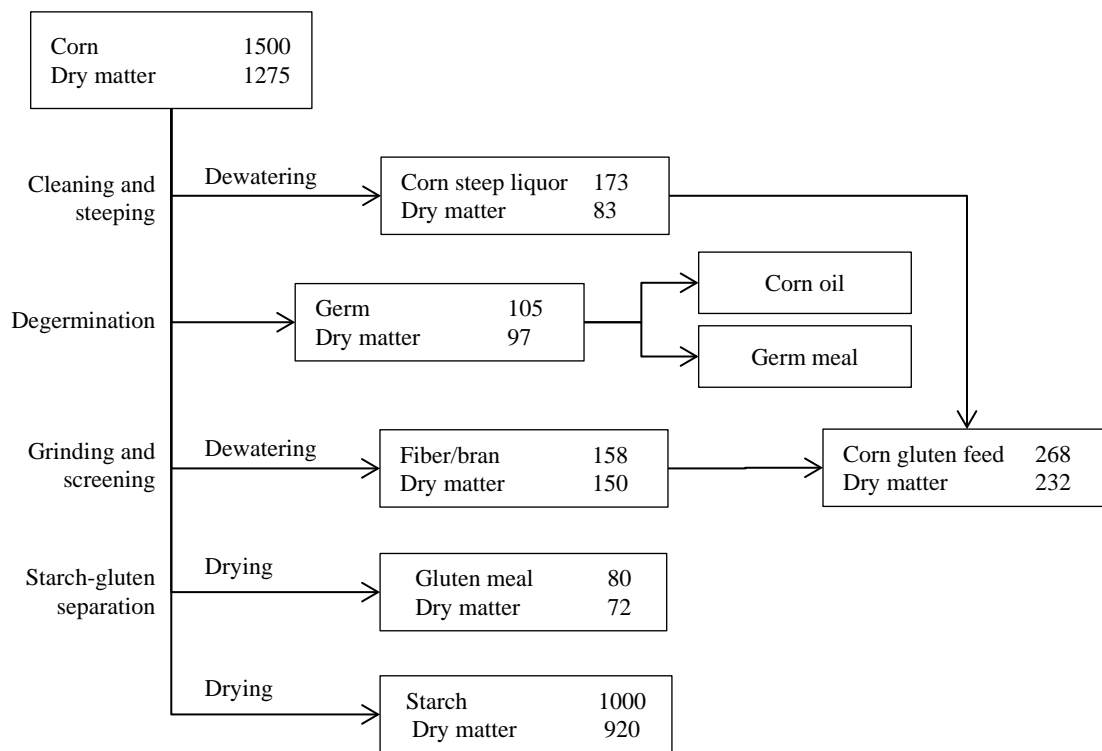 Corn 1500
Dry matter 1275
Cleaning and
steeping
Dewatering
Corn steep liquor 173
Dry matter 83
Corn oil
Degermination
Germ 105
Dry matter 97
Germ meal
Grinding and
screening
Dewatering
Fiber/bran 158
Dry matter 150
Corn gluten feed 268
Dry matter 232
Starch-gluten
separation
Drying
Gluten meal 80
Dry matter 72
Drying
Starch 1000
Dry matter 920